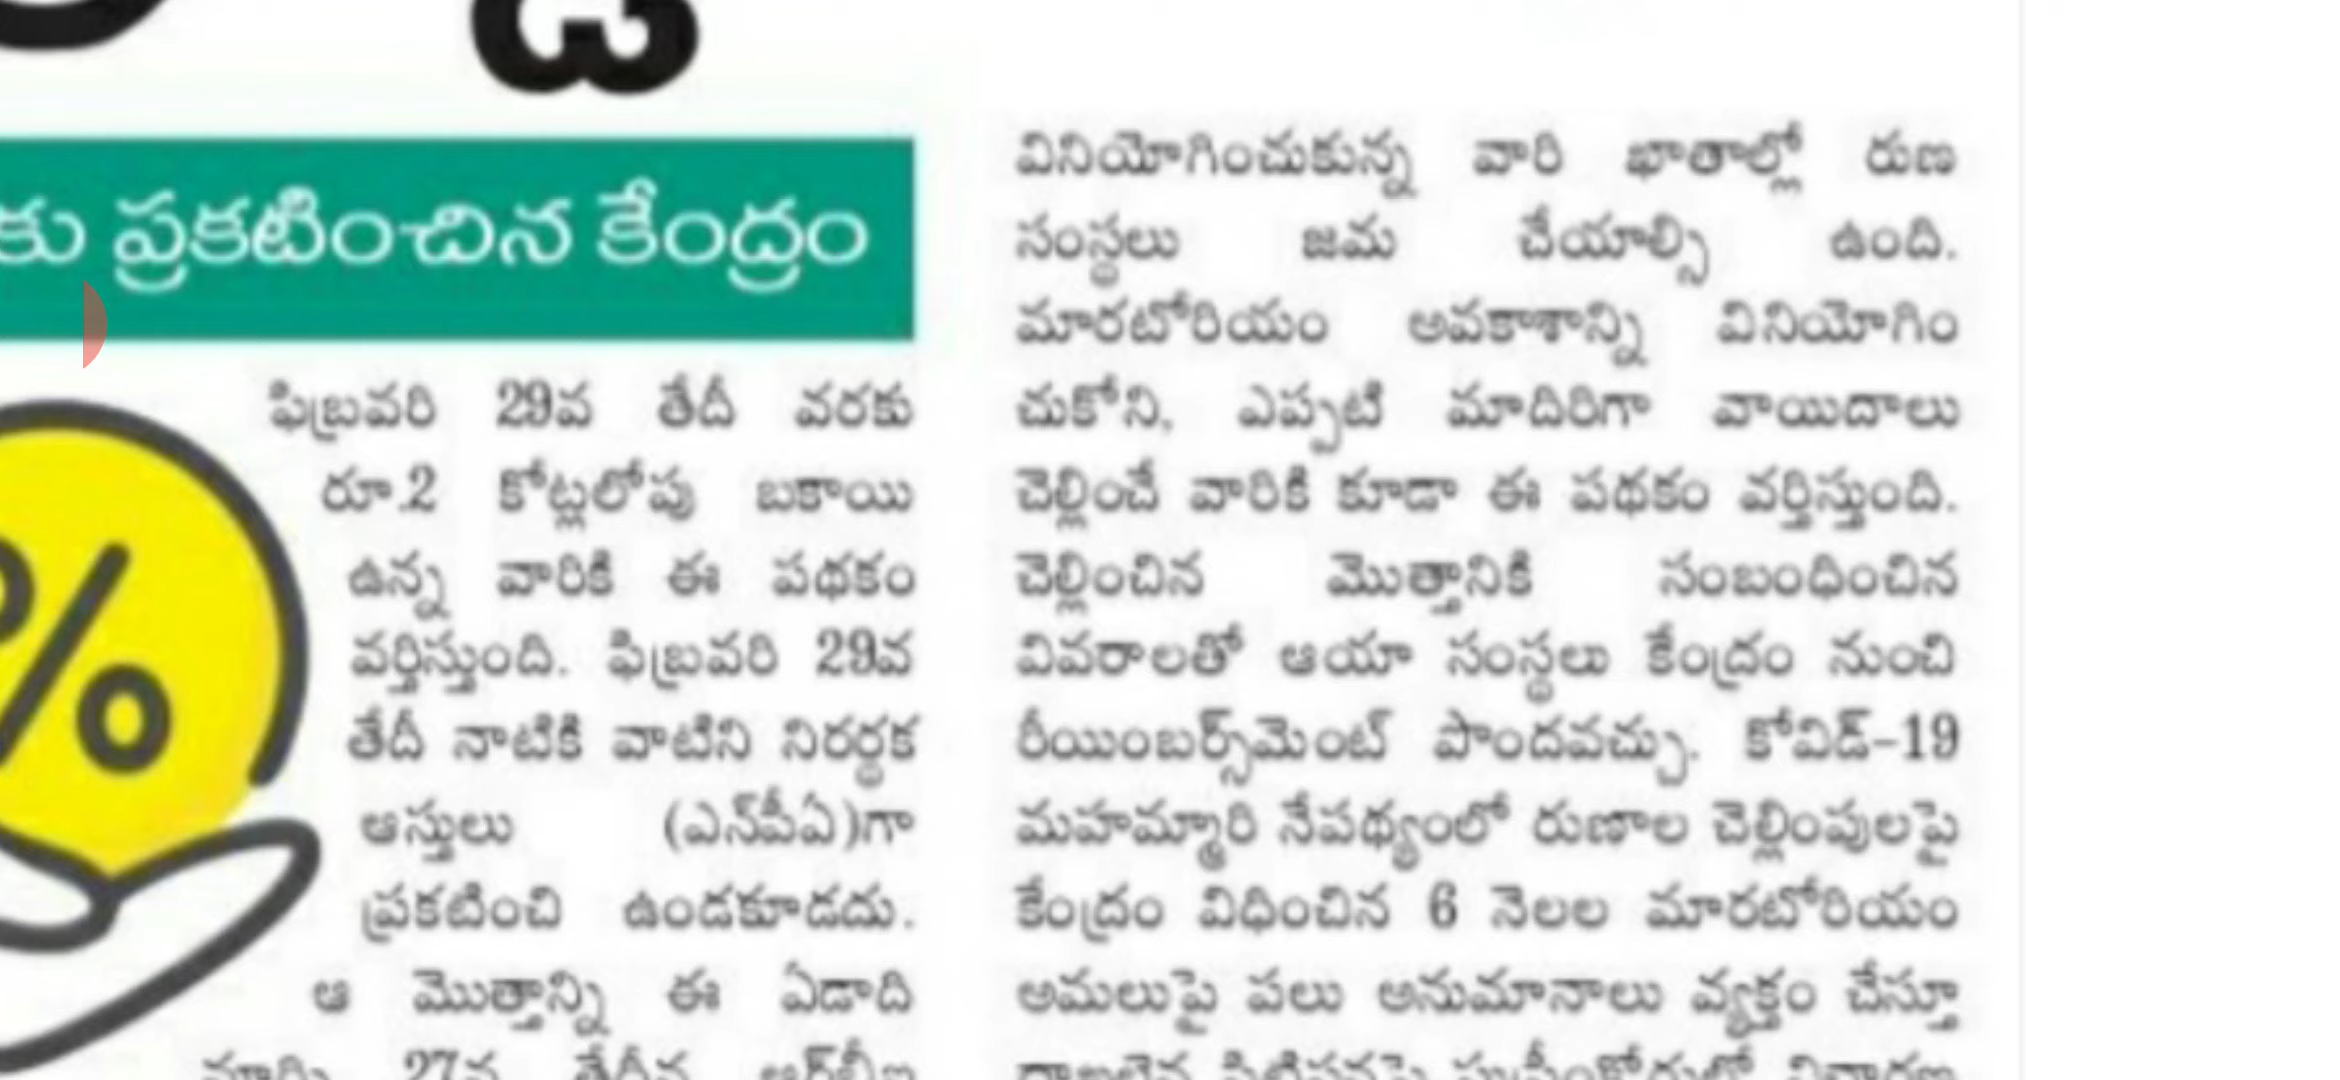 కు ప్రకటించిన కేంద్రం
%
ఫిబ్రవరి 29వ తేదీ వరకు
రూ.2 కోట్లలోపు బకాయి
ఉన్న వారికి ఈ పథకం
వర్తిస్తుంది. ఫిబ్రవరి 29వ
తేదీ నాటికి వాటిని నిరర్థక
ఆస్తులు (ఎన్‌పీఏ)గా
ప్రకటించి ఉండకూడదు.
ఆ మొత్తాన్ని ఈ ఏడాది
27వ తేదీన
వినియోగించుకున్న వారి ఖాతాల్లో రుణ
సంస్థలు జమ చేయాల్సి ఉంది.
మారటోరియం అవకాశాన్ని వినియోగిం
చుకోని, ఎప్పటి మాదిరిగా వాయిదాలు
చెల్లించే వారికి కూడా ఈ పథకం వర్తిస్తుంది.
చెల్లించిన మొత్తానికి సంబంధించిన
వివరాలతో ఆయా సంస్థలు కేంద్రం నుంచి
రీయింబర్స్‌మెంట్ పొందవచ్చు. కోవిడ్-19
మహమ్మారి నేపథ్యంలో రుణాల చెల్లింపులపై
కేంద్రం విధించిన 6 నెలల మారటోరియం
అమలుపై పలు అనుమానాలు వ్యక్తం చేస్తూ